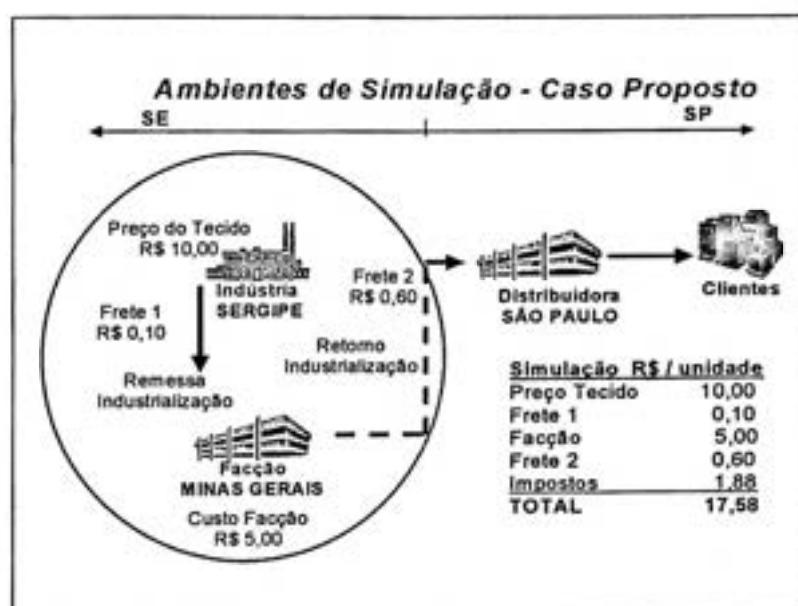 Ambientes de Simulação - Caso Proposto
SE
SP
Preço do Tecido
R$ 10,00
Indústria
SERGIPE
Frete 1
R$ 0,10
Remessa
Industrialização
Frete 2
R$ 0,60
Retorno
Industrialização
Facção
MINAS GERAIS
Custo Facção
R$ 5,00
Distribuidora
SÃO PAULO
Clientes
Simulação R$ / unidade
Preço Tecido 10,00
Frete 1 0,10
Facção 5,00
Frete 2 0,60
Impostos 1,88
TOTAL 17,58